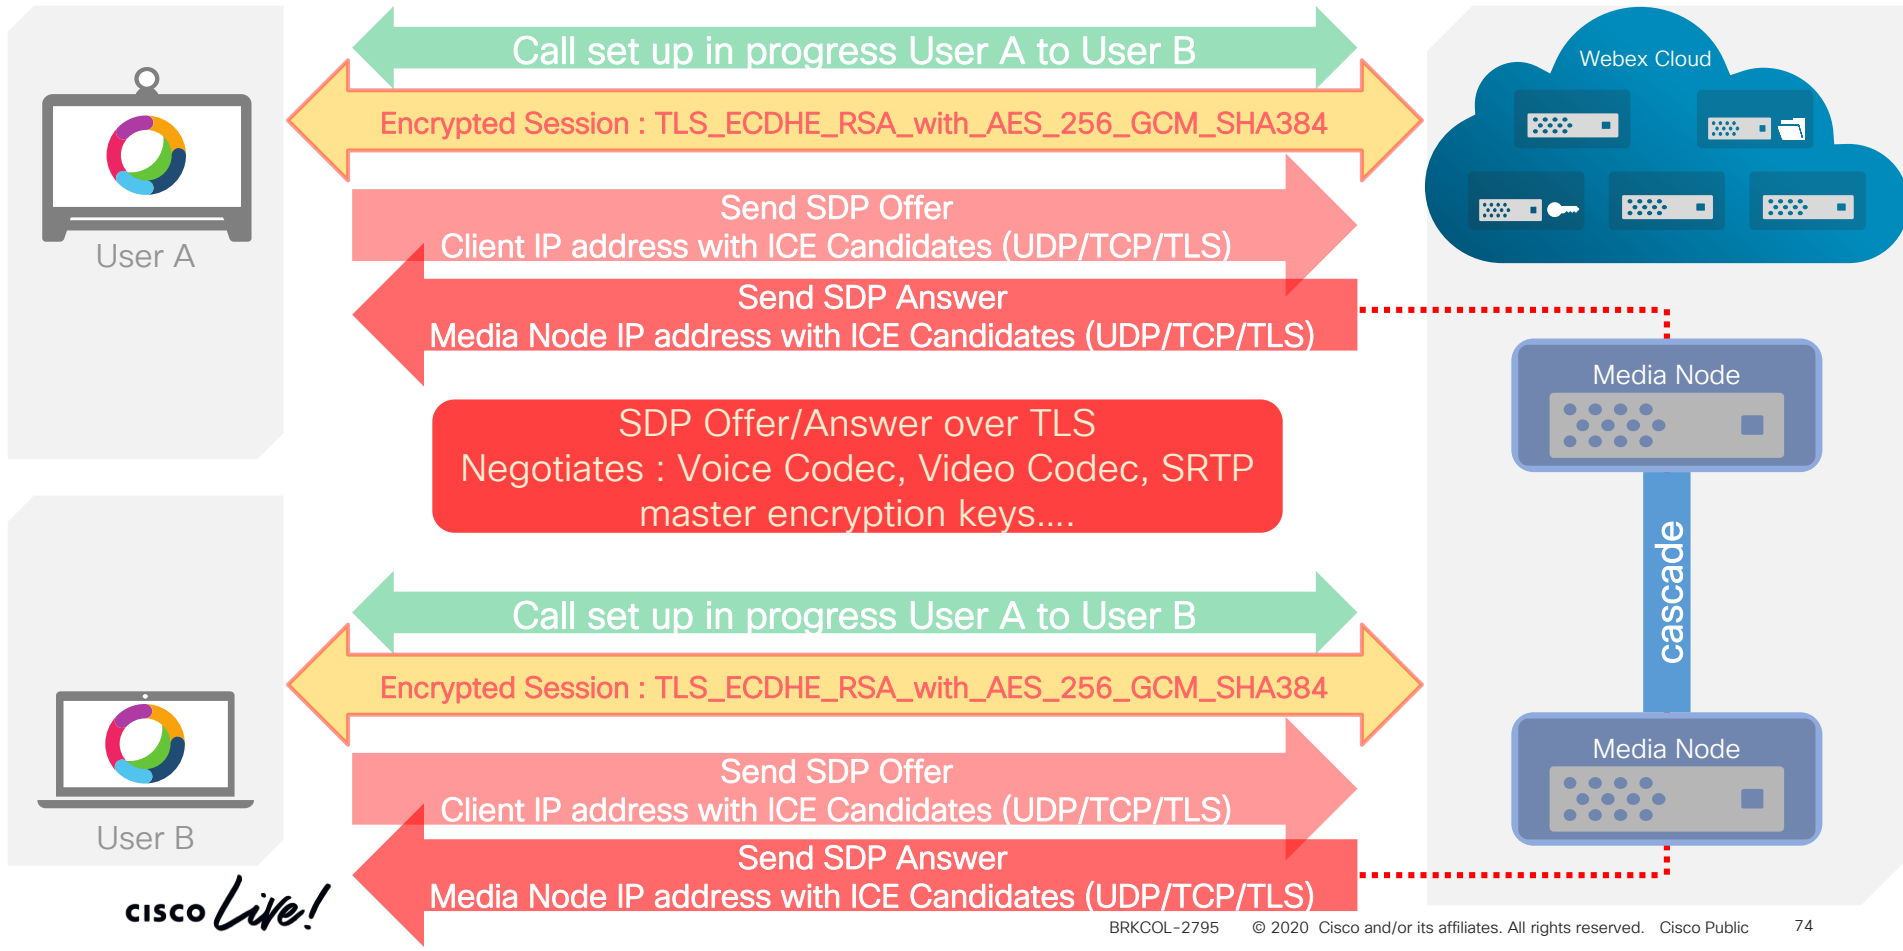 Call set up in progress User A to User B
Webex Cloud
Encrypted Session : TLS_ECDHE_RSA_with_AES_256_GCM_SHA384
Send SDP Offer
Client IP address with ICE Candidates (UDP/TCP/TLS)
User A
Send SDP Answer
Media Node IP address with ICE Candidates (UDP/TCP/TLS)
Media Node
SDP Offer/Answer over TLS
Negotiates : Voice Codec, Video Codec, SRTP
master encryption keys....
cascade
Call set up in progress User A to User B
Encrypted Session : TLS_ECDHE_RSA_with_AES_256_GCM_SHA384
Send SDP Offer
Client IP address with ICE Candidates (UDP/TCP/TLS)
Media Node
User B
Send SDP Answer
Media Node IP address with ICE Candidates (UDP/TCP/TLS)
CISCO Live!
BRKCOL-2795 © 2020 Cisco and/or its affiliates. All rights reserved. Cisco Public 74